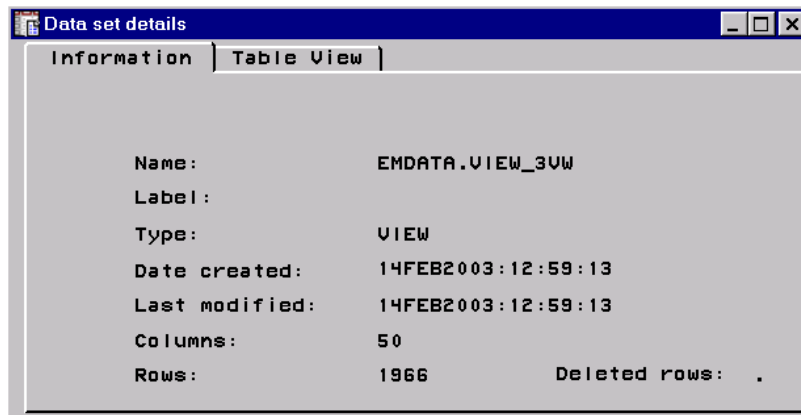 Data set details
Information Table View
Name: EMDATA.VIEW_3VW
Label:
Type: VIEW
Date created: 14FEB2003:12:59:13
Last modified: 14FEB2003:12:59:13
Columns: 50
Rows: 1966 Deleted rows: .